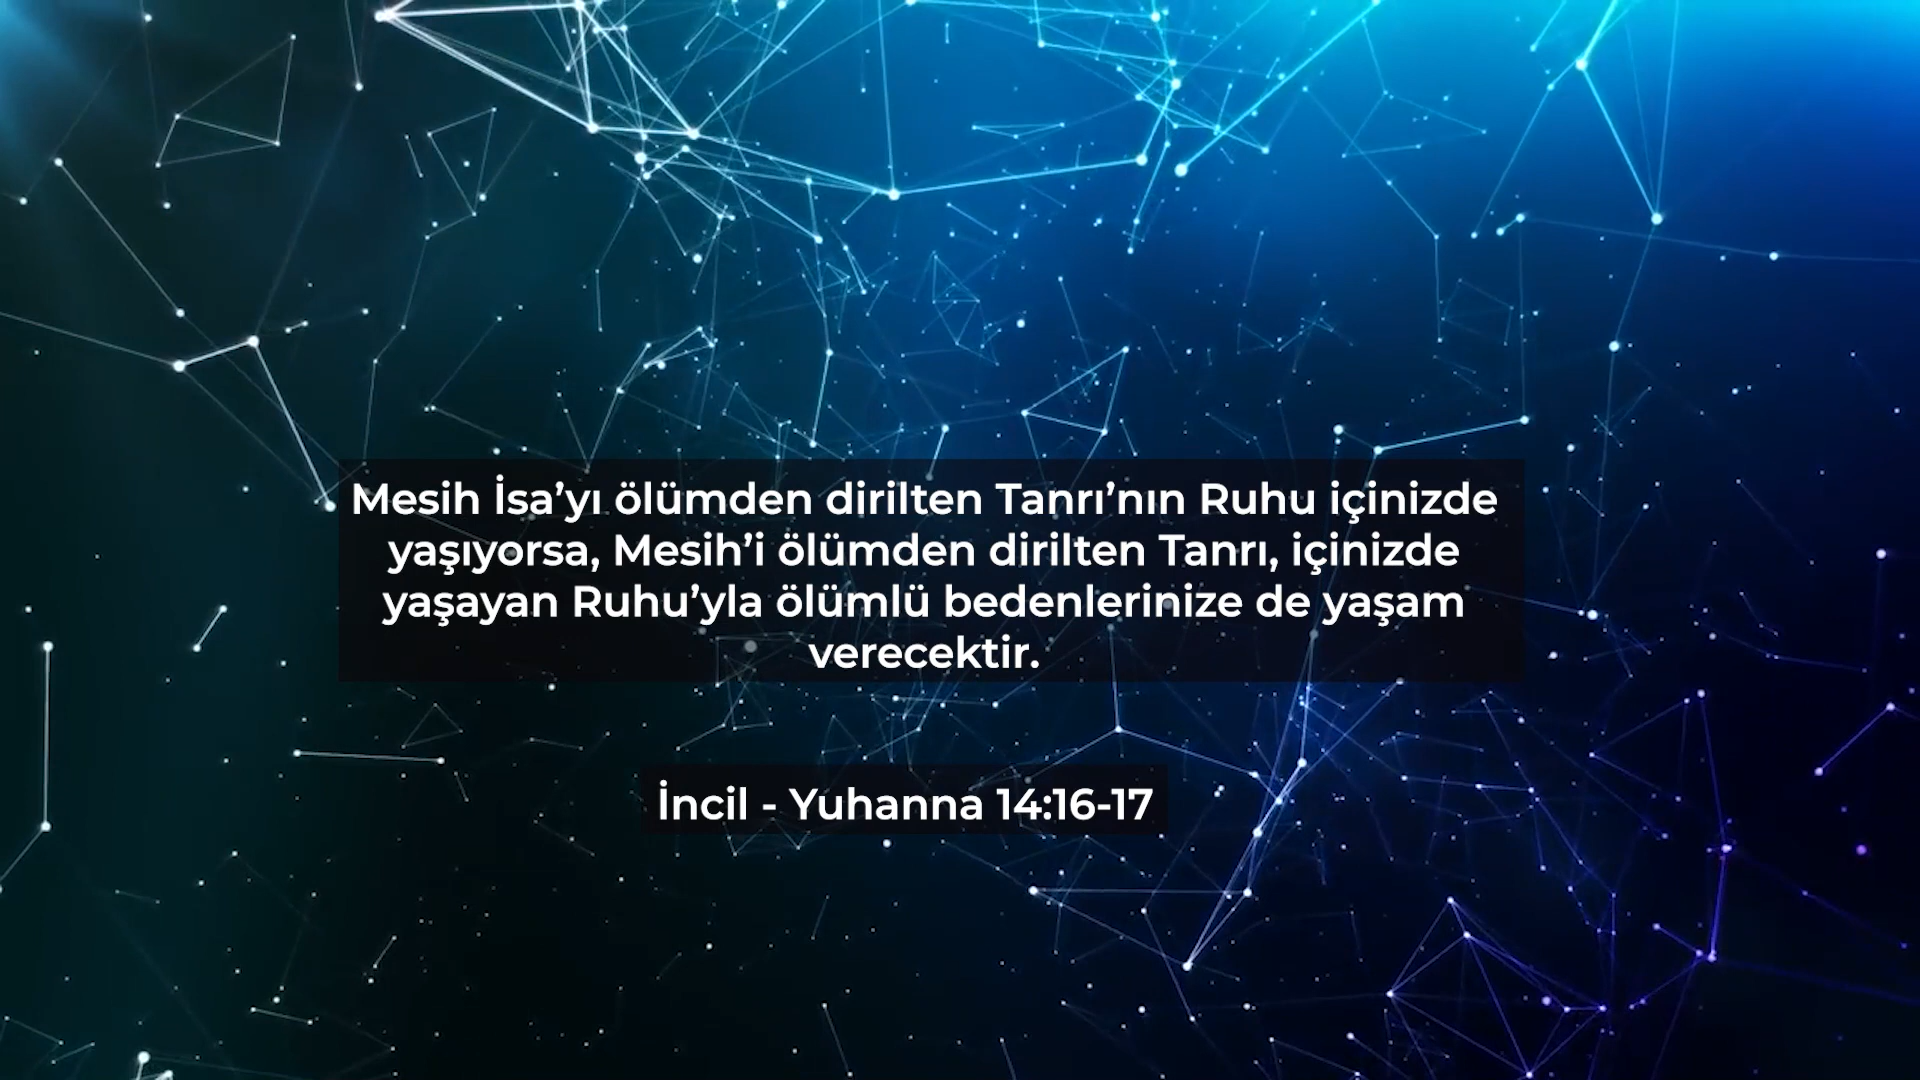 Mesih İsa’yı ölümden dirilten Tanrı’nın Ruhu içinizde
yaşıyorsa, Mesih’i ölümden dirilten Tanrı, içinizde
yaşayan Ruhu’yla ölümlü bedenlerinize de yaşam
verecektir.
İncil - Yuhanna 14:16-17